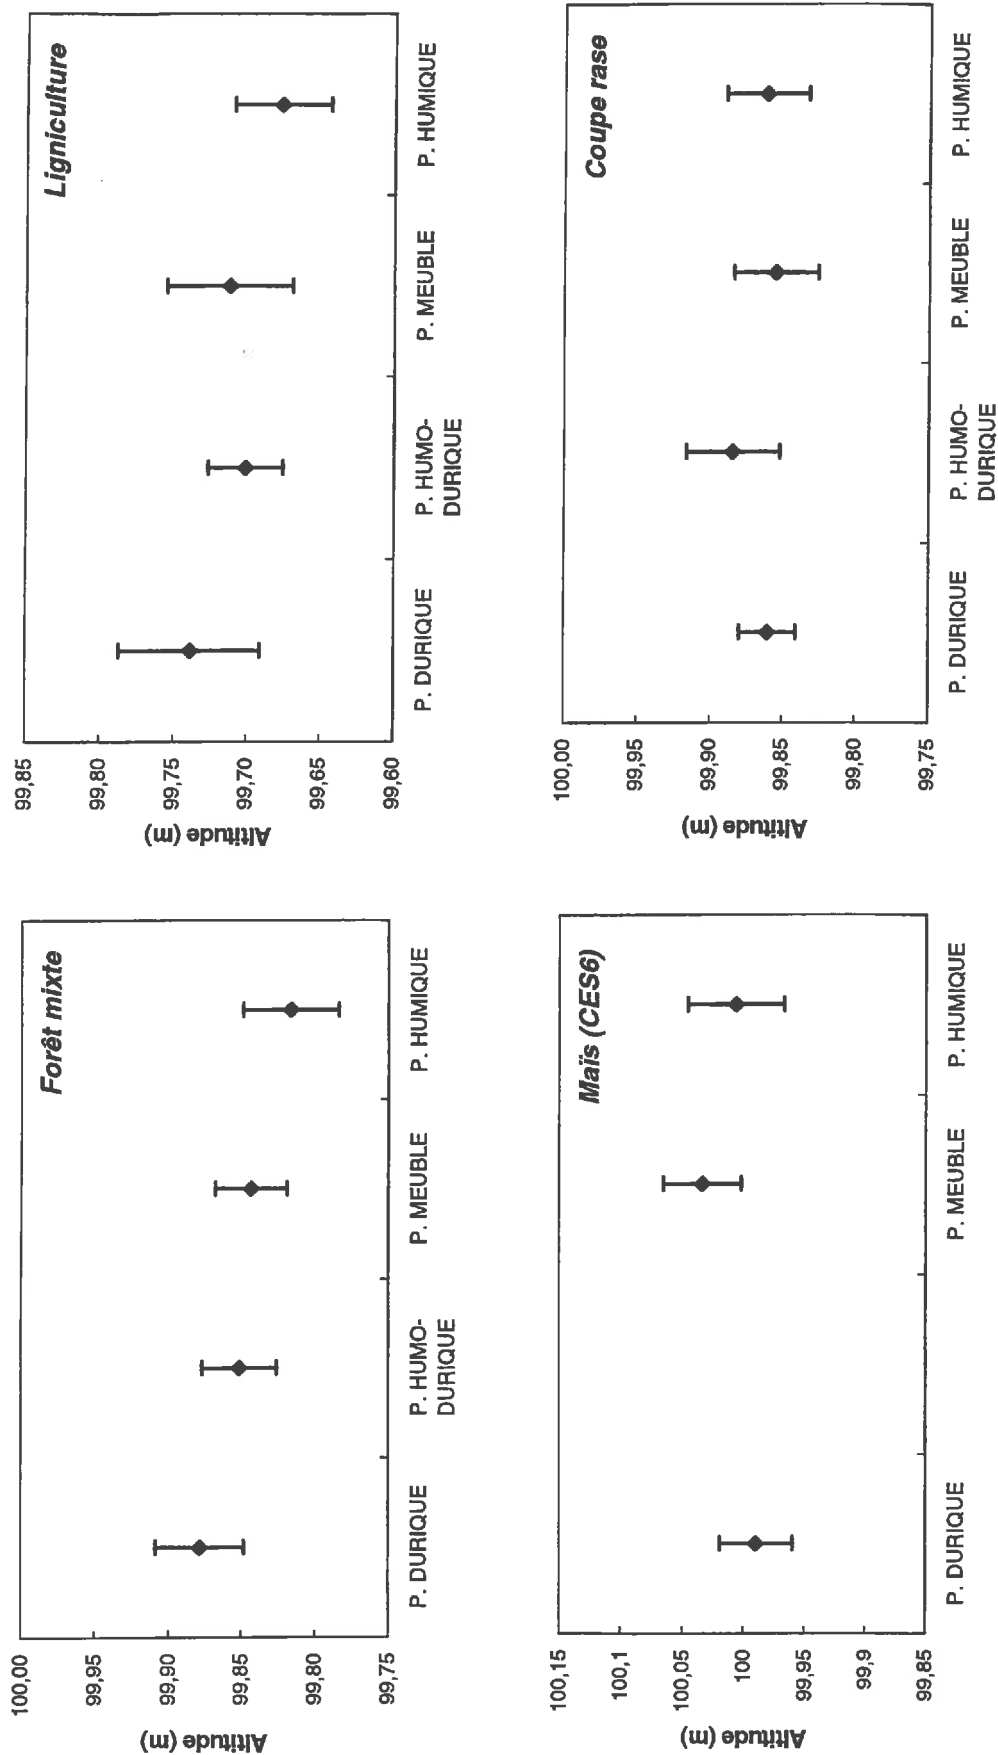 Forêt mixte
Altitude (m)
100,00
99,95
99,90
99,85
99,80
99,75
P. DURIQUE
P. HUMO-
DURIQUE
P. MEUBLE
P. HUMIQUE
Ligniculture
Altitude (m)
99,85
99,80
99,75
99,70
99,65
99,60
P. DURIQUE
P. HUMO-
DURIQUE
P. MEUBLE
P. HUMIQUE
Maïs (CES6)
Altitude (m)
100,15
100,1
100,05
100
99,95
99,9
99,85
P. DURIQUE
P. MEUBLE
P. HUMIQUE
Coupe rase
Altitude (m)
100,00
99,95
99,90
99,85
99,80
99,75
P. DURIQUE
P. HUMO-
DURIQUE
P. MEUBLE
P. HUMIQUE